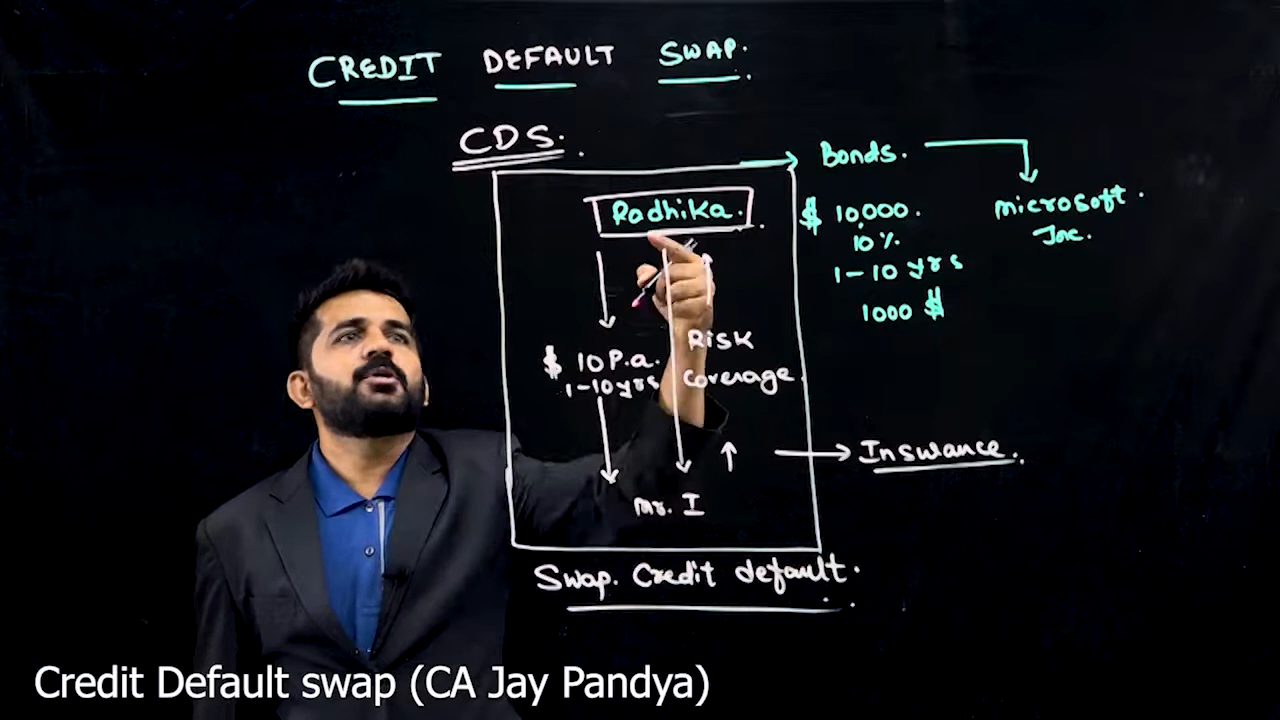 CREDIT DEFAULT SWAP.
CDS.
Radhika.
Bonds.
$ 10,000.
10%
1-10 yrs
1000 $
Microsoft
Inc.
$ 10 P.a.
1-10 yrs
Risk
Coverage.
Insurance.
Mr. I
Swap. Credit default.
Credit Default swap (CA Jay Pandya)